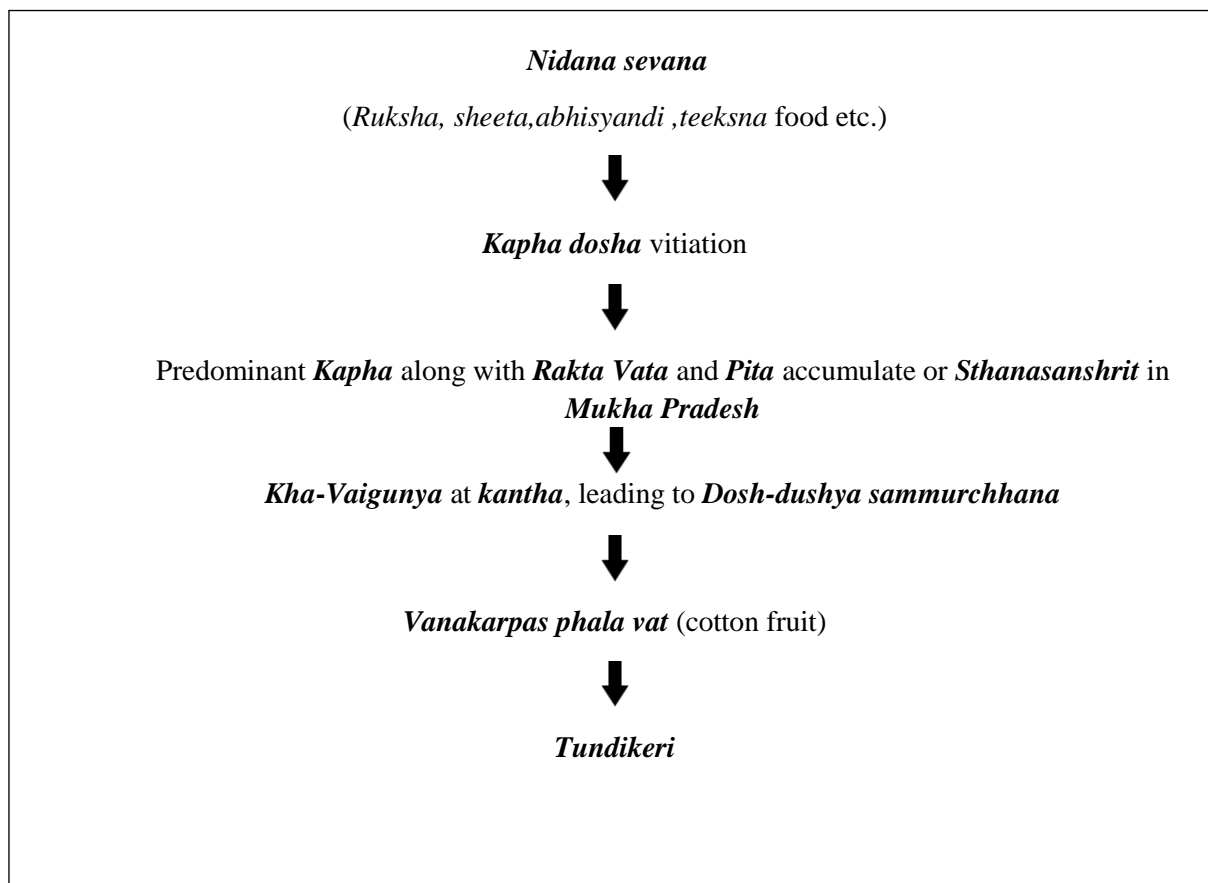 Nidana sevana
(Ruksha, sheeta,abhisyandi ,teeksna food etc.)
Kapha dosha vitiation
Predominant Kapha along with Rakta Vata and Pita accumulate or Sthanasanshrit in
Mukha Pradesh
Kha-Vaigunya at kantha, leading to Dosh-dushya sammurchhana
Vanakarpas phala vat (cotton fruit)
Tundikeri